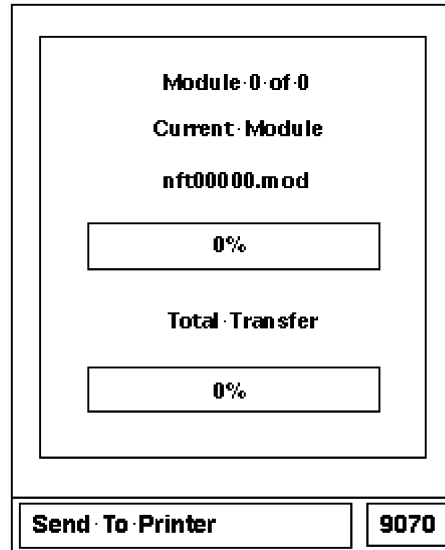 Module 0 of 0
Current Module
nft00000.mod
0%
Total Transfer
0%
Send To Printer
9070